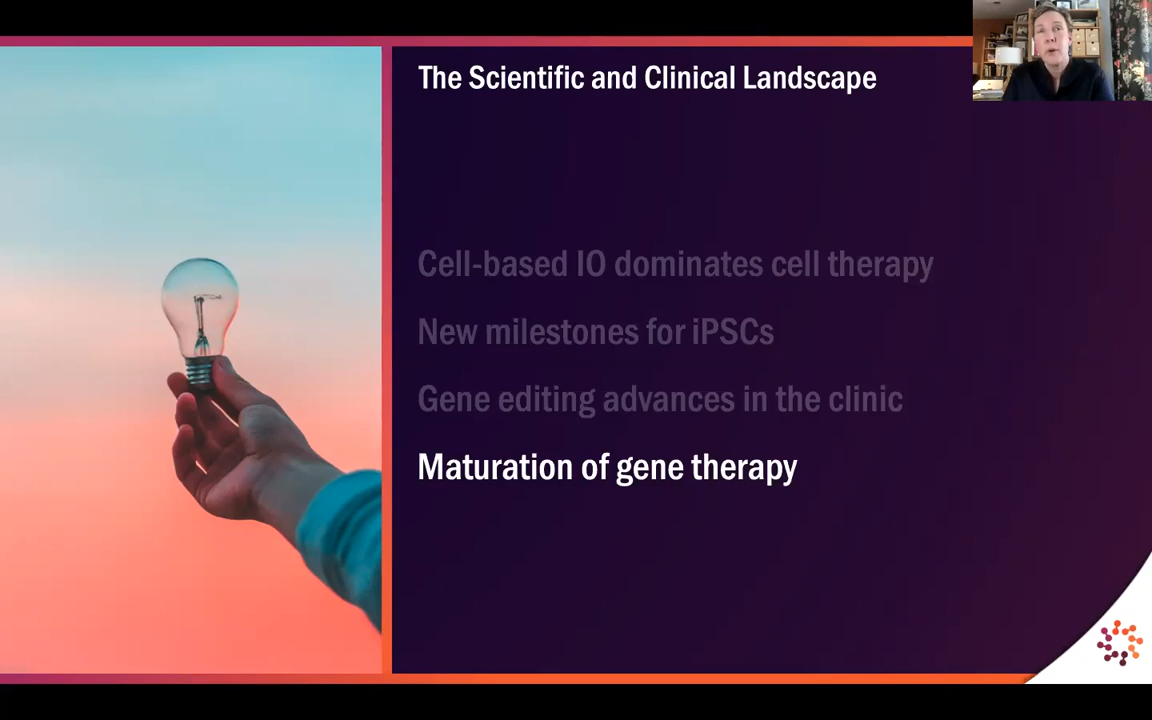 The Scientific and Clinical Landscape
Cell-based IO dominates cell therapy
New milestones for iPSCs
Gene editing advances in the clinic
Maturation of gene therapy